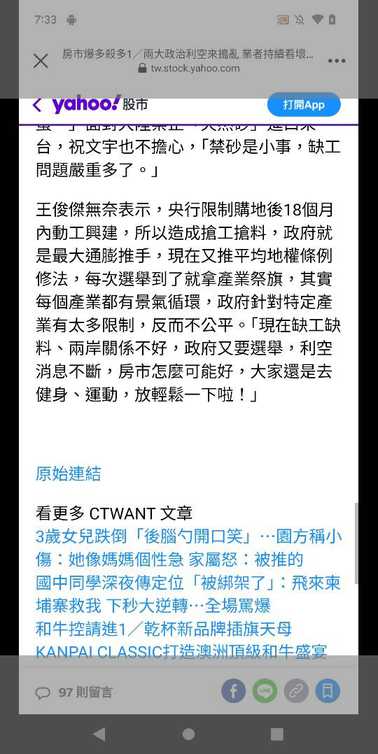 7:33
房市爆多殺多1／兩大政治利空來搗亂 業者持續看壞...
tw.stock.yahoo.com
yahoo!股市
打開App
台，祝文宇也不擔心，「禁砂是小事，缺工
問題嚴重多了。」
王俊傑無奈表示，央行限制購地後18個月
內動工興建，所以造成搶工搶料，政府就
是最大通膨推手，現在又推平均地權條例
修法，每次選舉到了就拿產業祭旗，其實
每個產業都有景氣循環，政府針對特定產
業有太多限制，反而不公平。「現在缺工缺
料、兩岸關係不好，政府又要選舉，利空
消息不斷，房市怎麼可能好，大家還是去
健身、運動，放輕鬆一下啦！」
原始連結
看更多 CTWANT 文章
3歲女兒跌倒「後腦勺開口笑」…園方稱小
傷：她像媽媽個性急 家屬怒：被推的
國中同學深夜傳定位「被綁架了」：飛來柬
埔寨救我 下秒大逆轉…全場罵爆
和牛控請進1／乾杯新品牌插旗天母
KANPAI CLASSIC打造澳洲頂級和牛盛宴
97 則留言